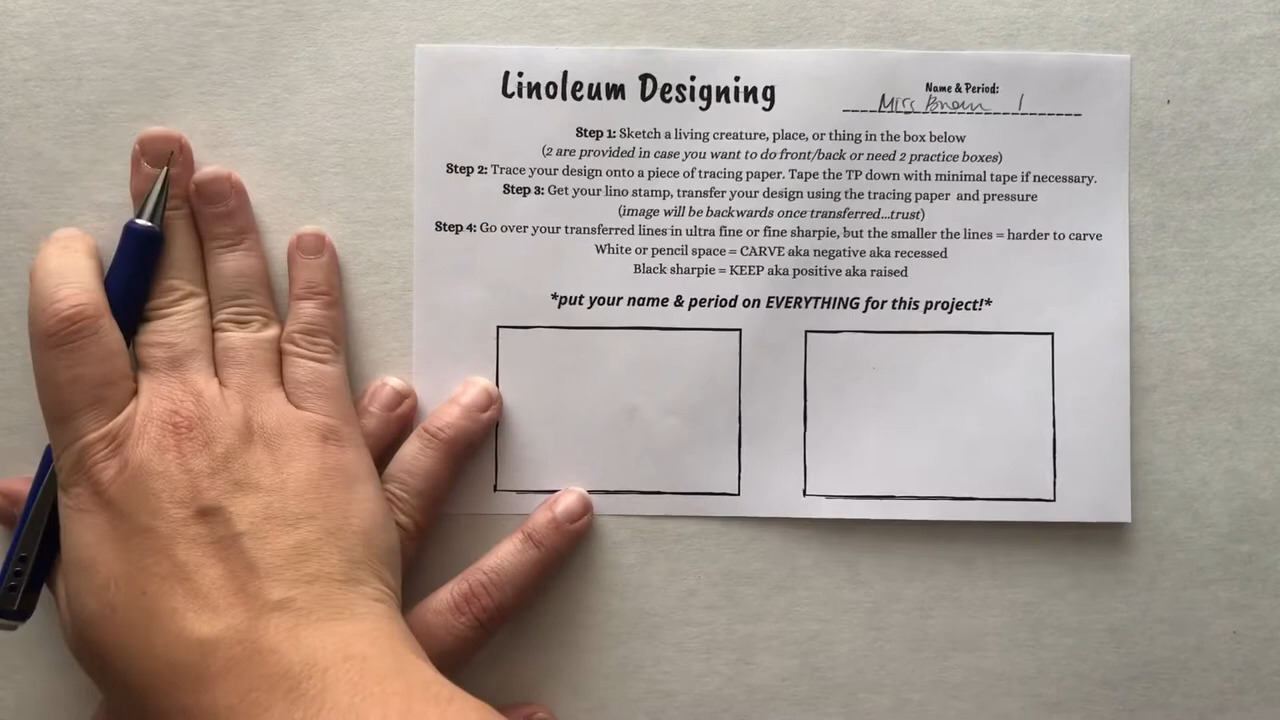 Linoleum Designing
Name & Period:
Miss Brown 1
Step 1: Sketch a living creature, place, or thing in the box below
(2 are provided in case you want to do front/back or need 2 practice boxes)
Step 2: Trace your design onto a piece of tracing paper. Tape the TP down with minimal tape if necessary.
Step 3: Get your lino stamp, transfer your design using the tracing paper and pressure
(image will be backwards once transferred...trust)
Step 4: Go over your transferred lines in ultra fine or fine sharpie, but the smaller the lines = harder to carve
White or pencil space = CARVE aka negative aka recessed
Black sharpie = KEEP aka positive aka raised
*put your name & period on EVERYTHING for this project!*